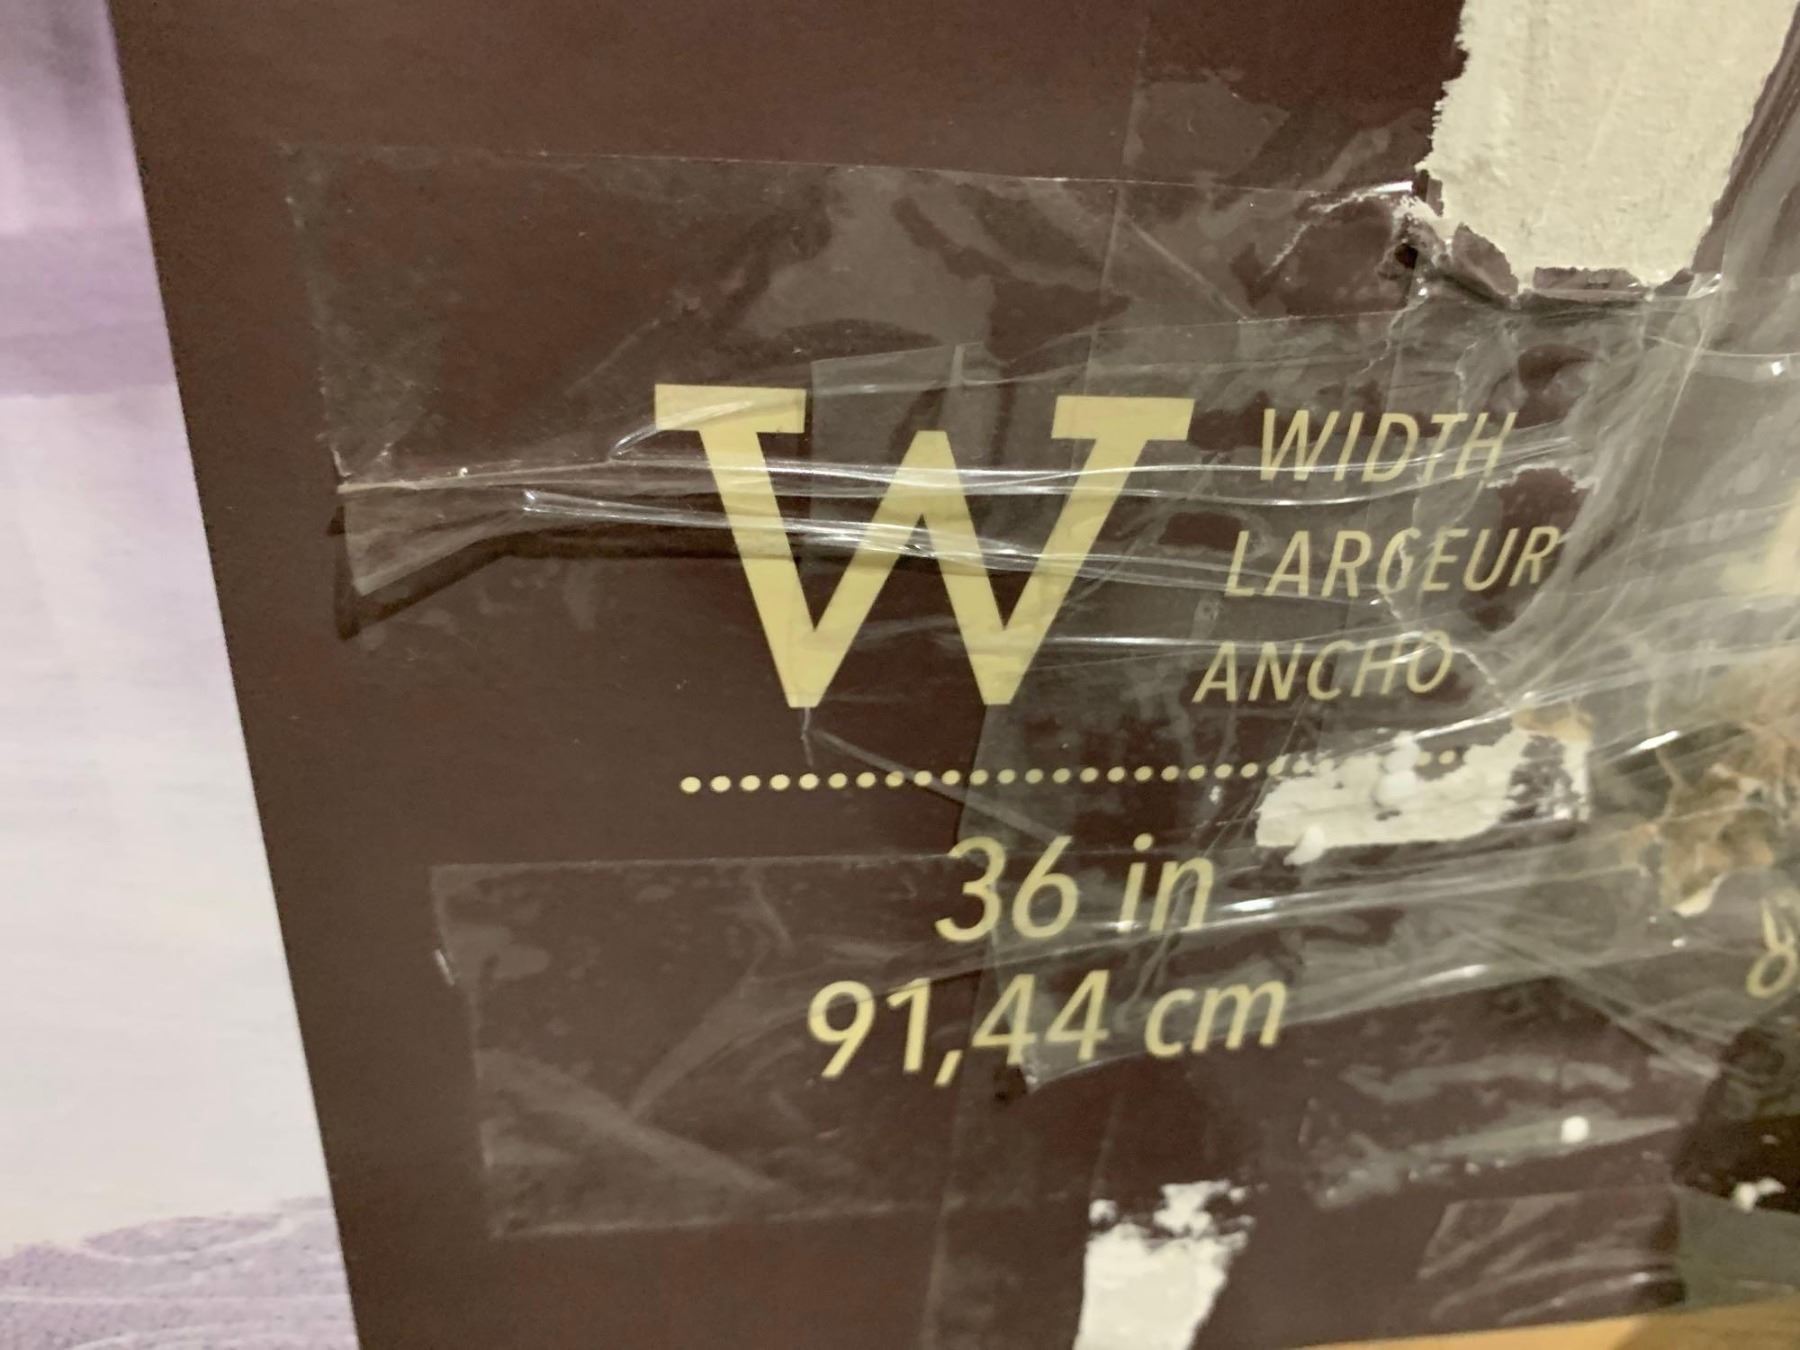 W
WIDTH
LARGEUR
ANCHO
36 in
91,44 cm